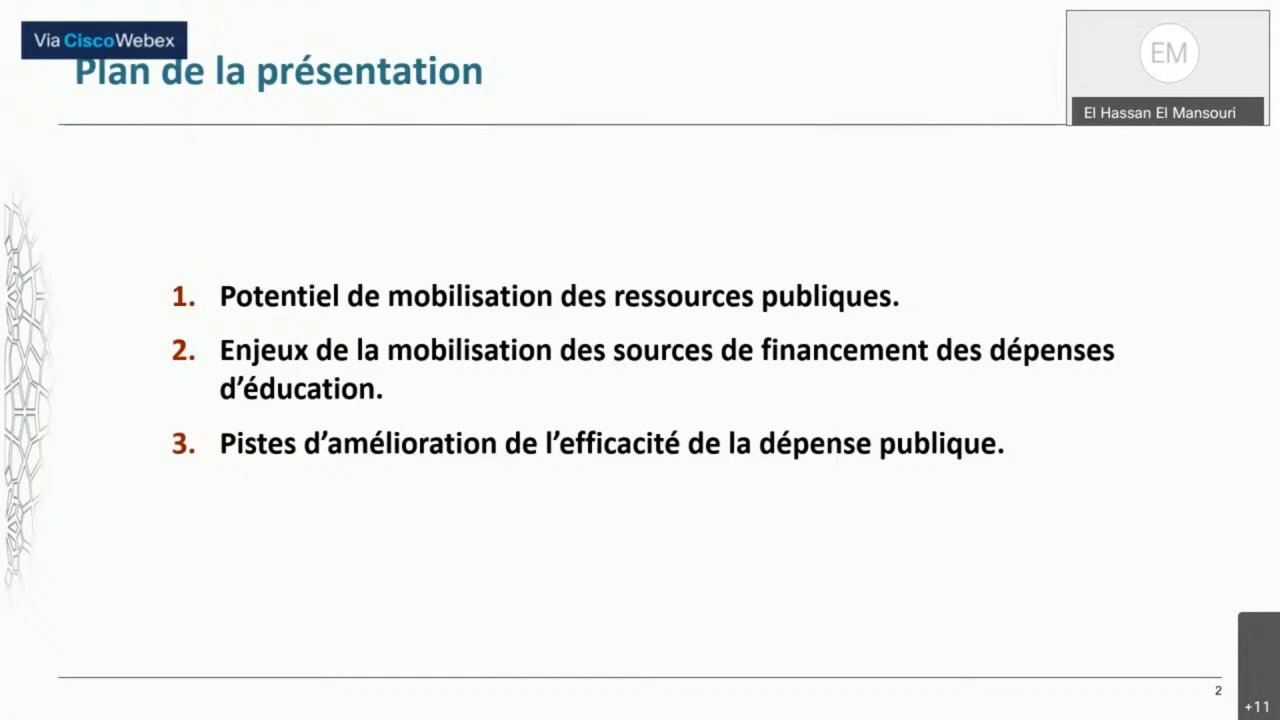 Via CiscoWebex
Plan de la présentation
EM
El Hassan El Mansouri
1. Potentiel de mobilisation des ressources publiques.
2. Enjeux de la mobilisation des sources de financement des dépenses
d’éducation.
3. Pistes d’amélioration de l’efficacité de la dépense publique.
2
+11